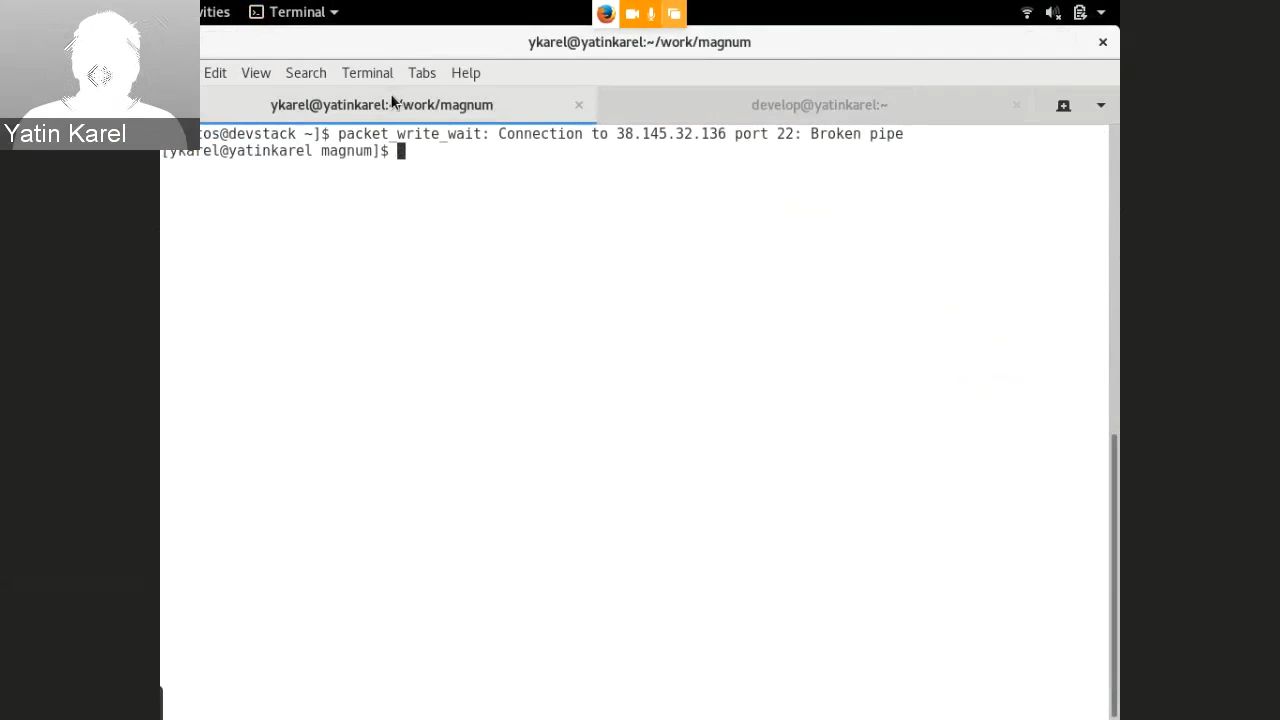 vities Terminal
ykarel@yatinkarel:~/work/magnum
Edit View Search Terminal Tabs Help
ykarel@yatinkarel:~/work/magnum
develop@yatinkarel:~
Yatin Karel
tos@devstack ~]$ packet_write_wait: Connection to 38.145.32.136 port 22: Broken pipe
[ykarel@yatinkarel magnum]$